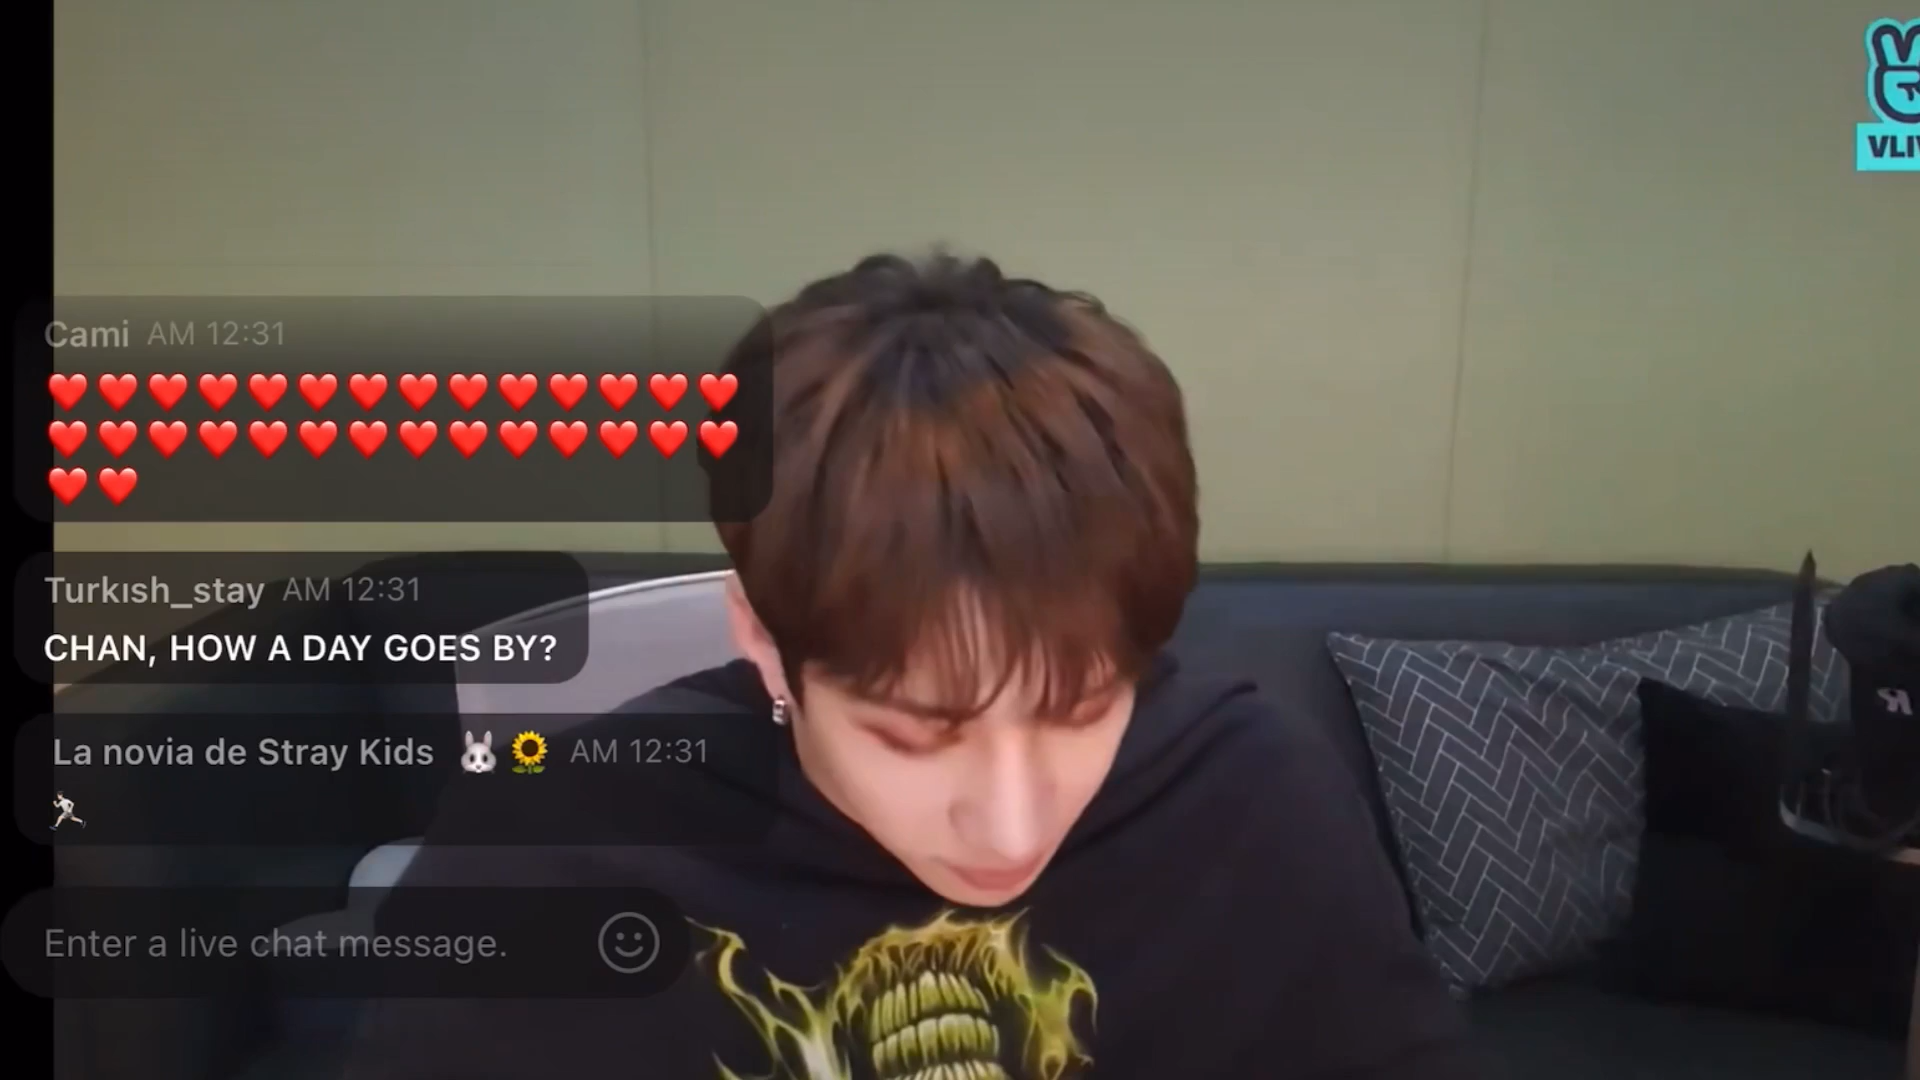 VLIV
Cami AM 12:31
❤️❤️❤️❤️❤️❤️❤️❤️❤️❤️❤️❤️❤️❤️
❤️❤️❤️❤️❤️❤️❤️❤️❤️❤️❤️❤️❤️❤️
❤️❤️
Turkısh_stay AM 12:31
CHAN, HOW A DAY GOES BY?
La novia de Stray Kids 🐰🌻 AM 12:31
🏃🏻
Enter a live chat message.